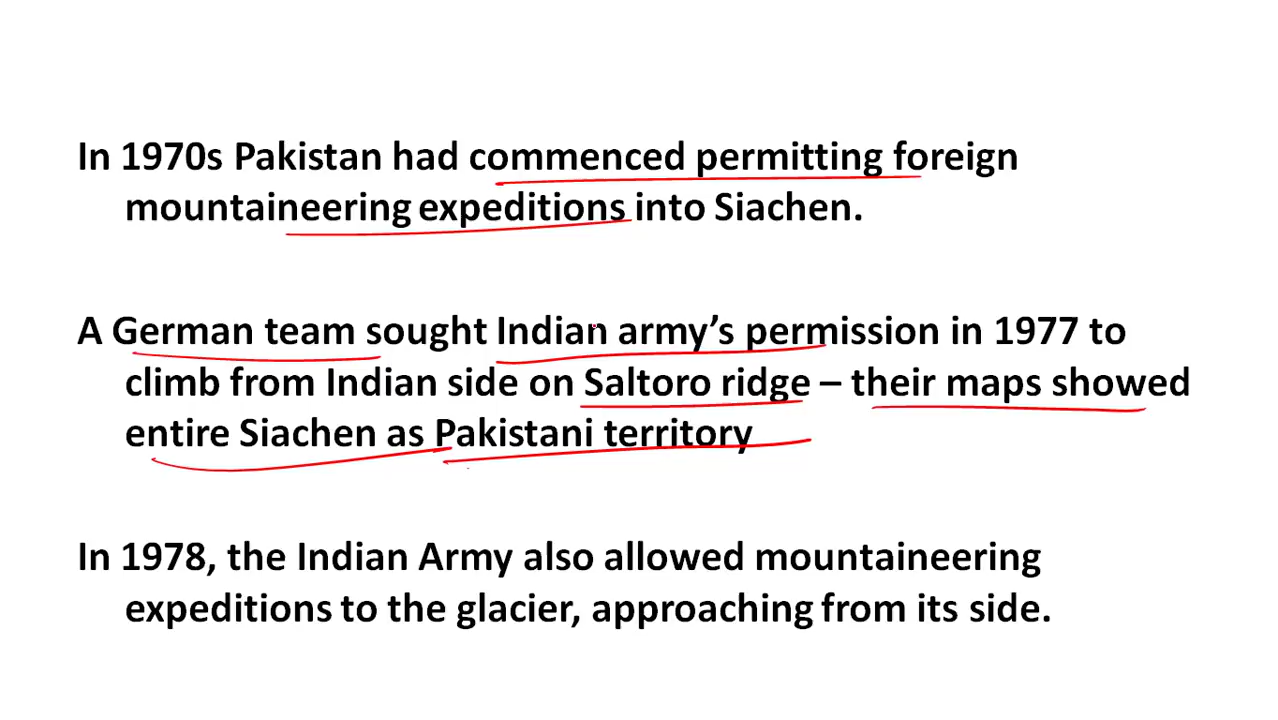 In 1970s Pakistan had commenced permitting foreign
mountaineering expeditions into Siachen.
A German team sought Indian army’s permission in 1977 to
climb from Indian side on Saltoro ridge – their maps showed
entire Siachen as Pakistani territory
In 1978, the Indian Army also allowed mountaineering
expeditions to the glacier, approaching from its side.